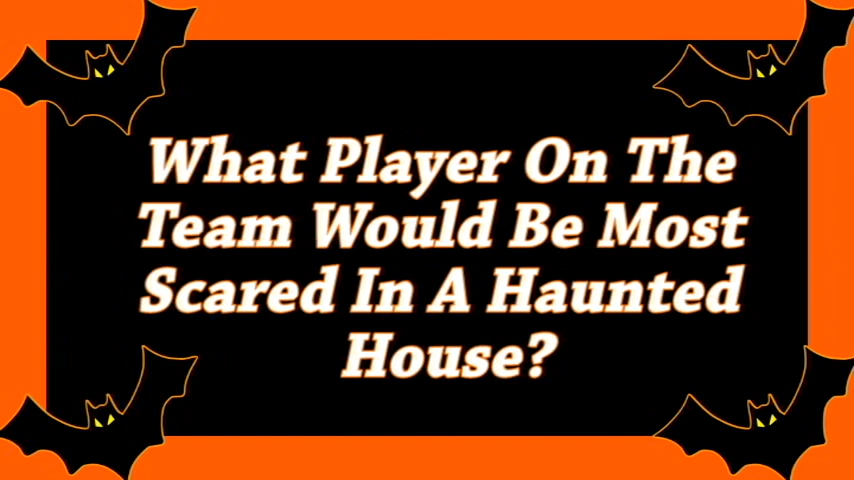 What Player On The
Team Would Be Most
Scared In A Haunted
House?